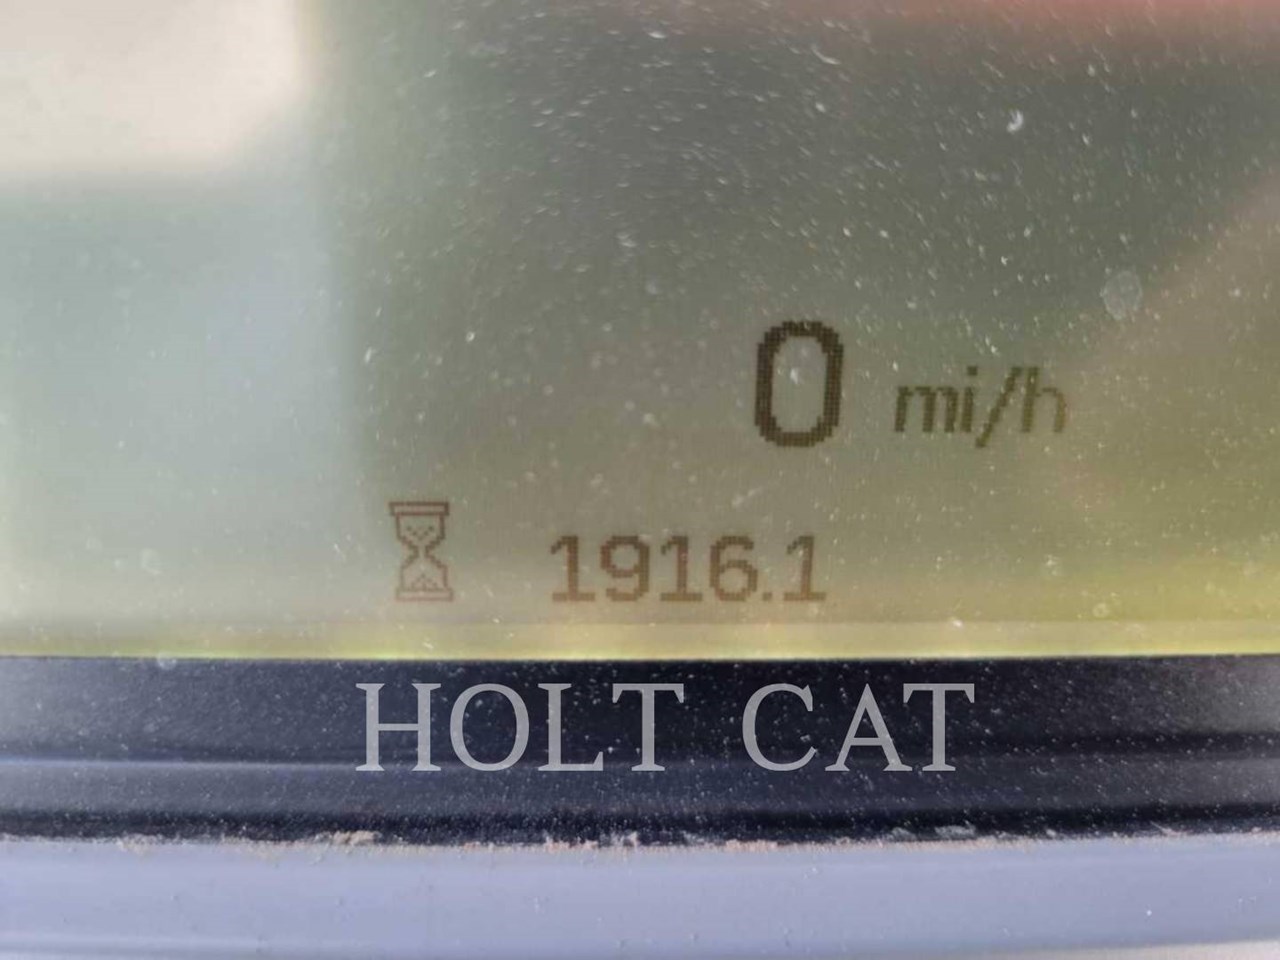 0 mi/h
1916.1
HOLT CAT